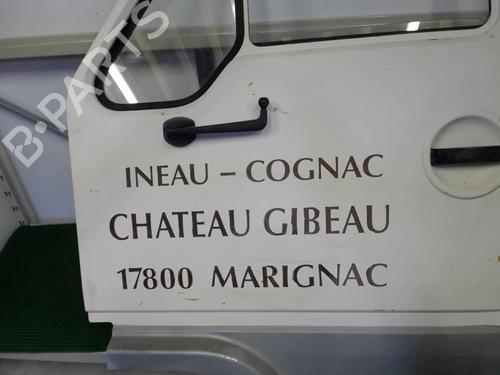 B-PARTS
INEAU – COGNAC
CHATEAU GIBEAU
17800 MARIGNAC